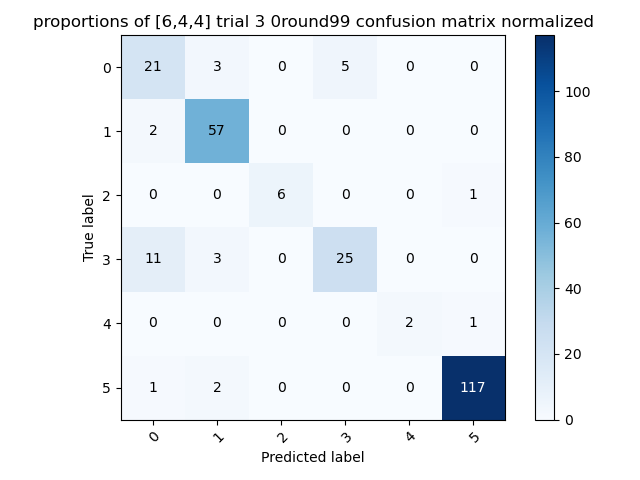 proportions of [6,4,4] trial 3 0round99 confusion matrix normalized
0 21 3 0 5 0 0
1 2 57 0 0 0 0
2 0 0 6 0 0 1
3 11 3 0 25 0 0
4 0 0 0 0 2 1
5 1 2 0 0 0 117
0 1 2 3 4 5
True label
Predicted label
100
80
60
40
20
0